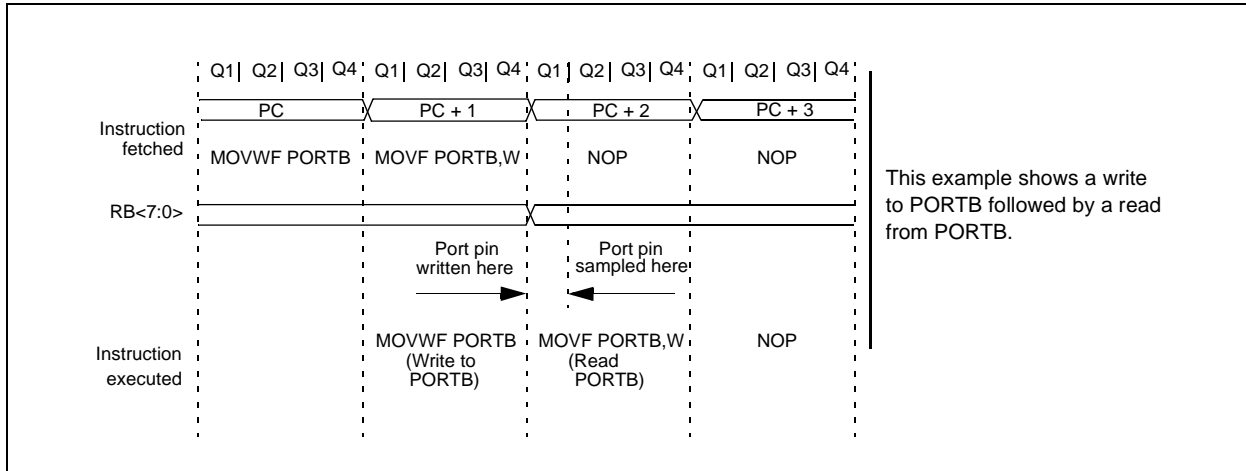 Q1| Q2| Q3| Q4 Q1| Q2| Q3| Q4 Q1| Q2| Q3| Q4 Q1| Q2| Q3| Q4
PC PC + 1 PC + 2 PC + 3
Instruction
fetched
MOVWF PORTB MOVF PORTB,W NOP NOP
This example shows a write
to PORTB followed by a read
from PORTB.
RB<7:0>
Port pin
written here
Port pin
sampled here
Instruction
executed
MOVWF PORTB
(Write to
PORTB)
MOVF PORTB,W
(Read
PORTB)
NOP